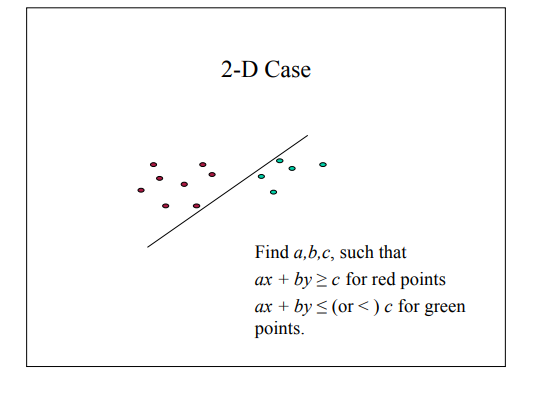 2-D Case
Find a,b,c, such that
ax + by ≥ c for red points
ax + by ≤ (or < ) c for green
points.